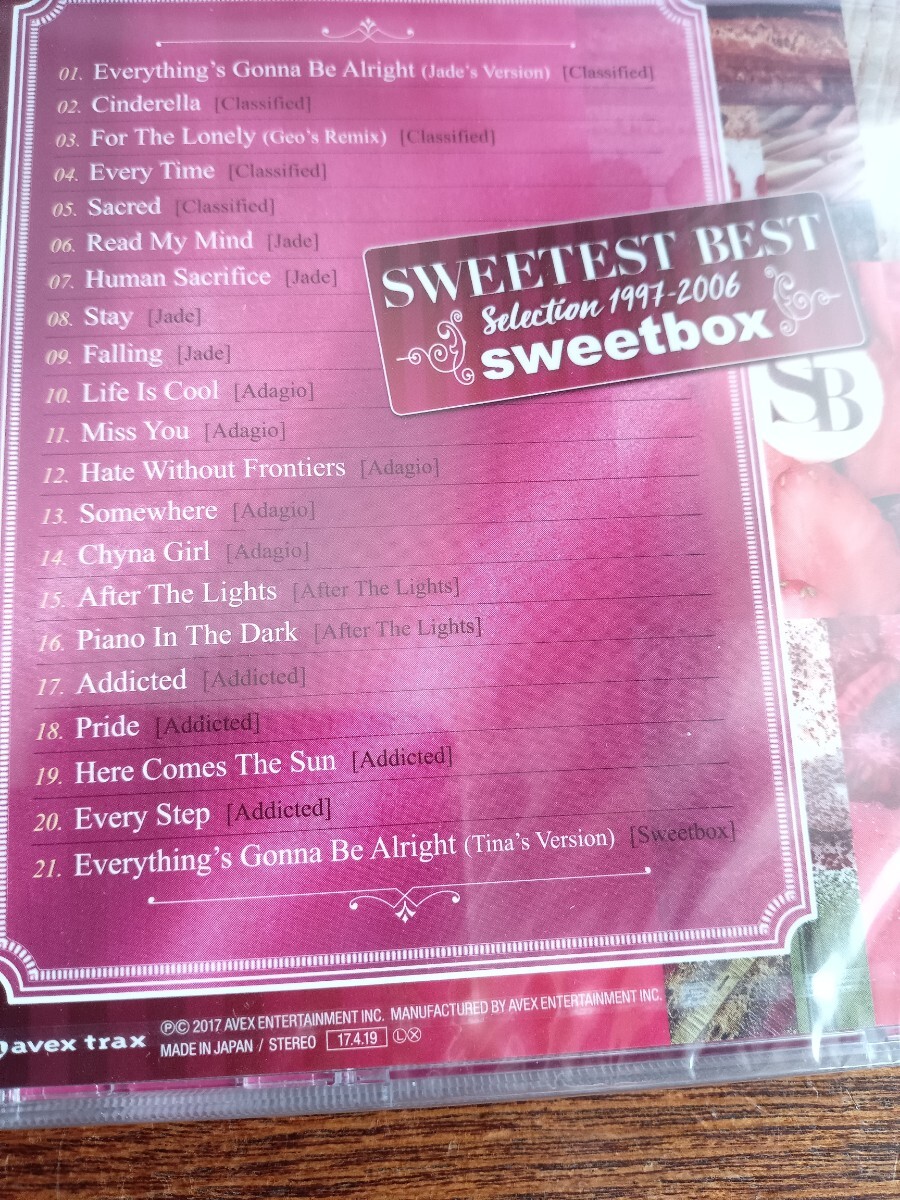 01. Everything's Gonna Be Alright (Jade's Version) [Classified]
02. Cinderella [Classified]
03. For The Lonely (Geo's Remix) [Classified]
04. Every Time [Classified]
05. Sacred [Classified]
06. Read My Mind [Jade]
07. Human Sacrifice [Jade]
08. Stay [Jade]
09. Falling [Jade]
10. Life Is Cool [Adagio]
11. Miss You [Adagio]
12. Hate Without Frontiers [Adagio]
13. Somewhere [Adagio]
14. Chyna Girl [Adagio]
15. After The Lights [After The Lights]
16. Piano In The Dark [After The Lights]
17. Addicted [Addicted]
18. Pride [Addicted]
19. Here Comes The Sun [Addicted]
20. Every Step [Addicted]
21. Everything's Gonna Be Alright (Tina's Version) [Sweetbox]
SWEETEST BEST
Selection 1997-2006
sweetbox
SB
avex trax
℗© 2017 AVEX ENTERTAINMENT INC. MANUFACTURED BY AVEX ENTERTAINMENT INC.
MADE IN JAPAN / STEREO 17.4.19 Ⓛⓧ